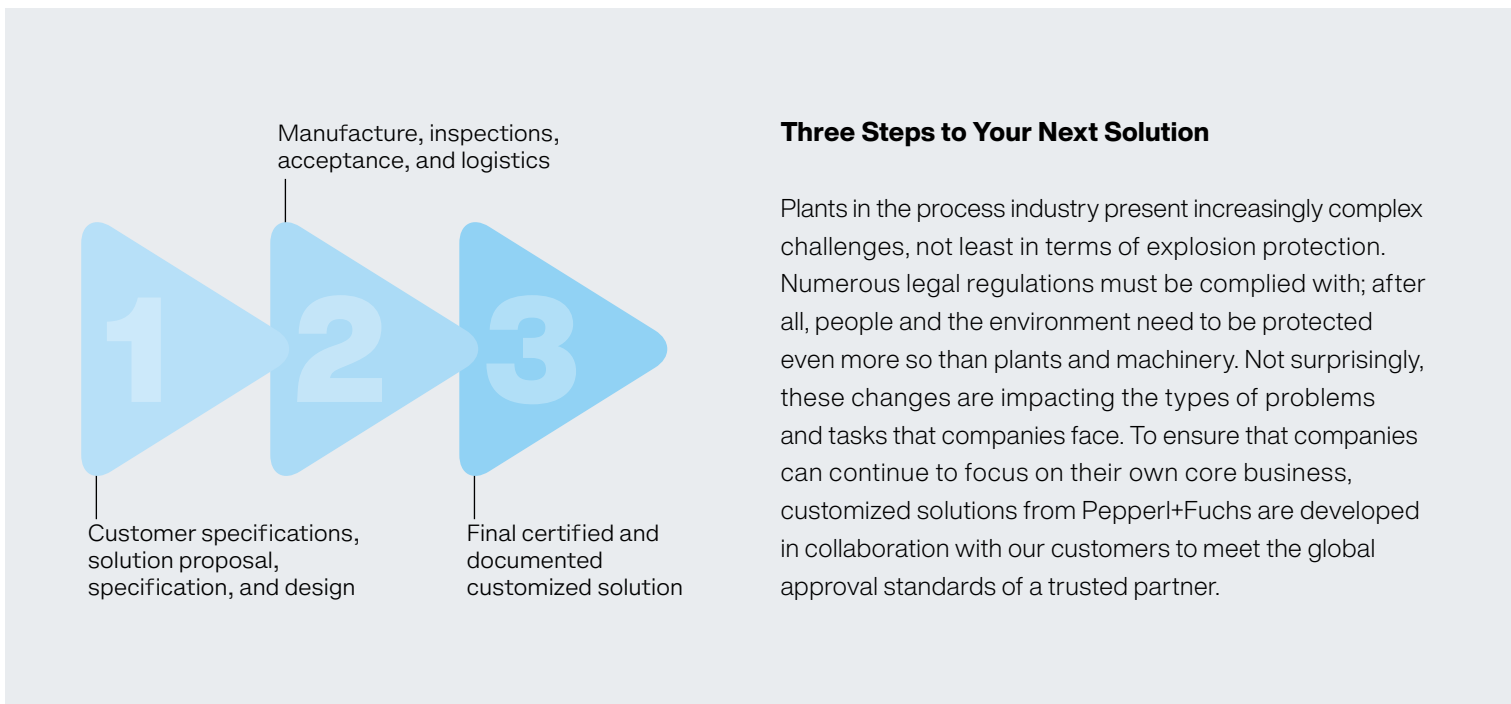 Manufacture, inspections,
acceptance, and logistics
1
2
3
Customer specifications,
solution proposal,
specification, and design
Final certified and
documented
customized solution
Three Steps to Your Next Solution
Plants in the process industry present increasingly complex
challenges, not least in terms of explosion protection.
Numerous legal regulations must be complied with; after
all, people and the environment need to be protected
even more so than plants and machinery. Not surprisingly,
these changes are impacting the types of problems
and tasks that companies face. To ensure that companies
can continue to focus on their own core business,
customized solutions from Pepperl+Fuchs are developed
in collaboration with our customers to meet the global
approval standards of a trusted partner.